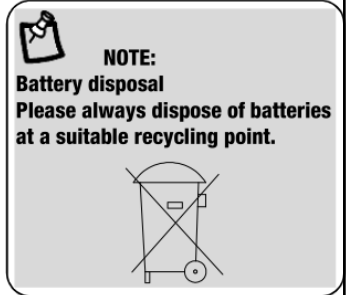 NOTE:
Battery disposal
Please always dispose of batteries
at a suitable recycling point.